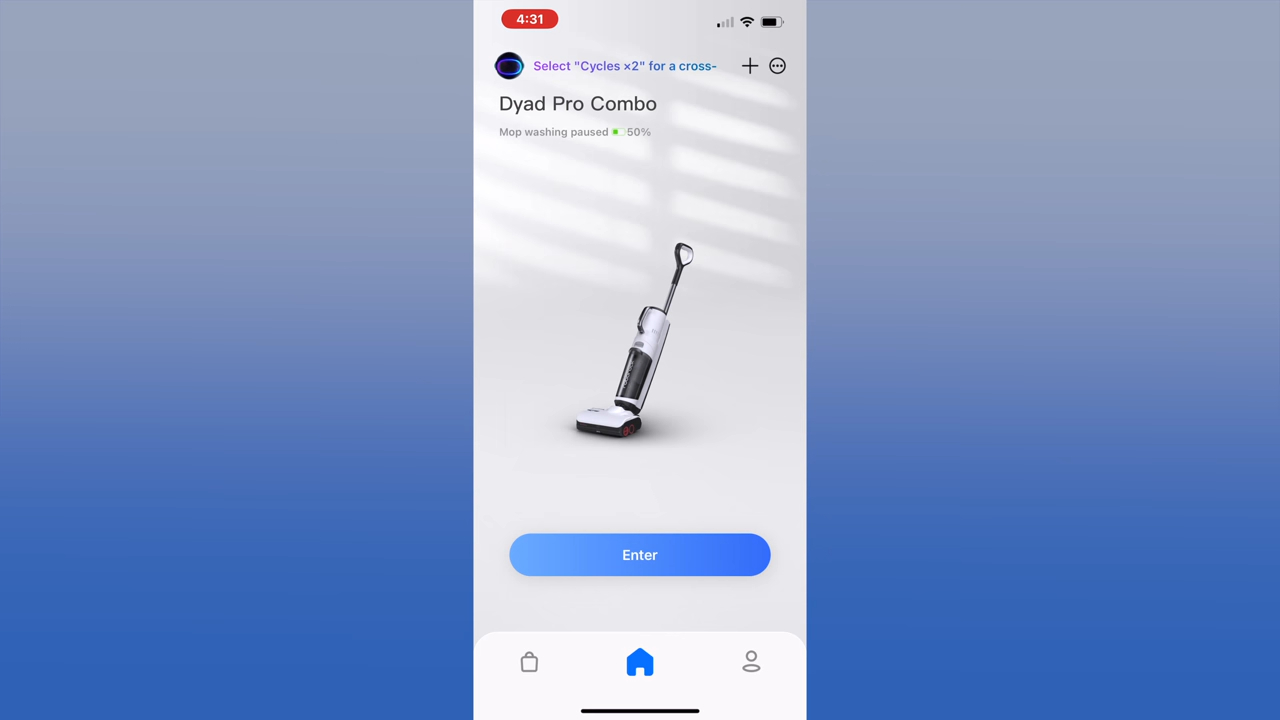 4:31
Select "Cycles ×2" for a cross-
Dyad Pro Combo
Mop washing paused 50%
Enter